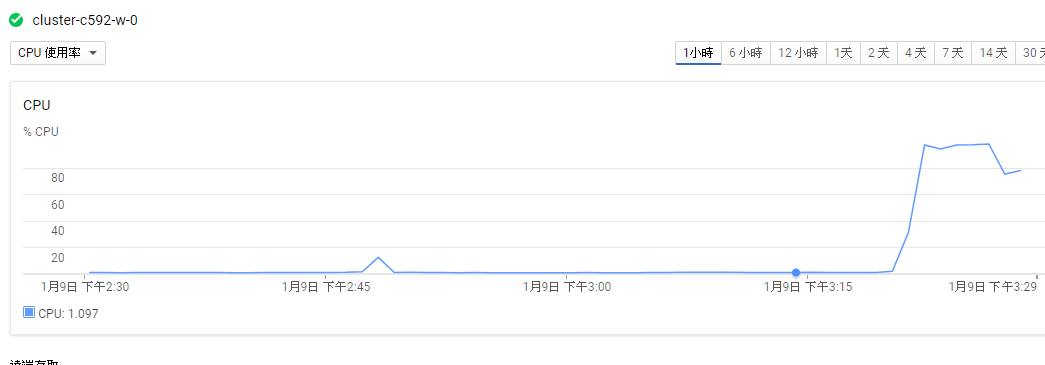 cluster-c592-w-0
CPU 使用率
1小時 6 小時 12 小時 1天 2 天 4 天 7 天 14 天 30 天
CPU
% CPU
80
60
40
20
1月9日 下午2:30 1月9日 下午2:45 1月9日 下午3:00 1月9日 下午3:15 1月9日 下午3:29
CPU: 1.097
遠端存取